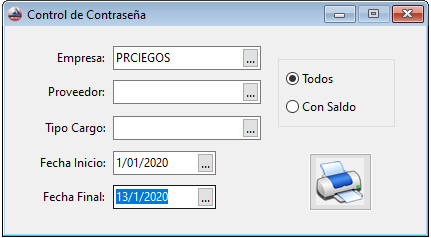 Control de Contraseña
Empresa: PRCIEGOS ...
Proveedor: ...
Tipo Cargo: ...
Fecha Inicio: 1/01/2020 ...
Fecha Final: 13/1/2020 ...
Todos
Con Saldo